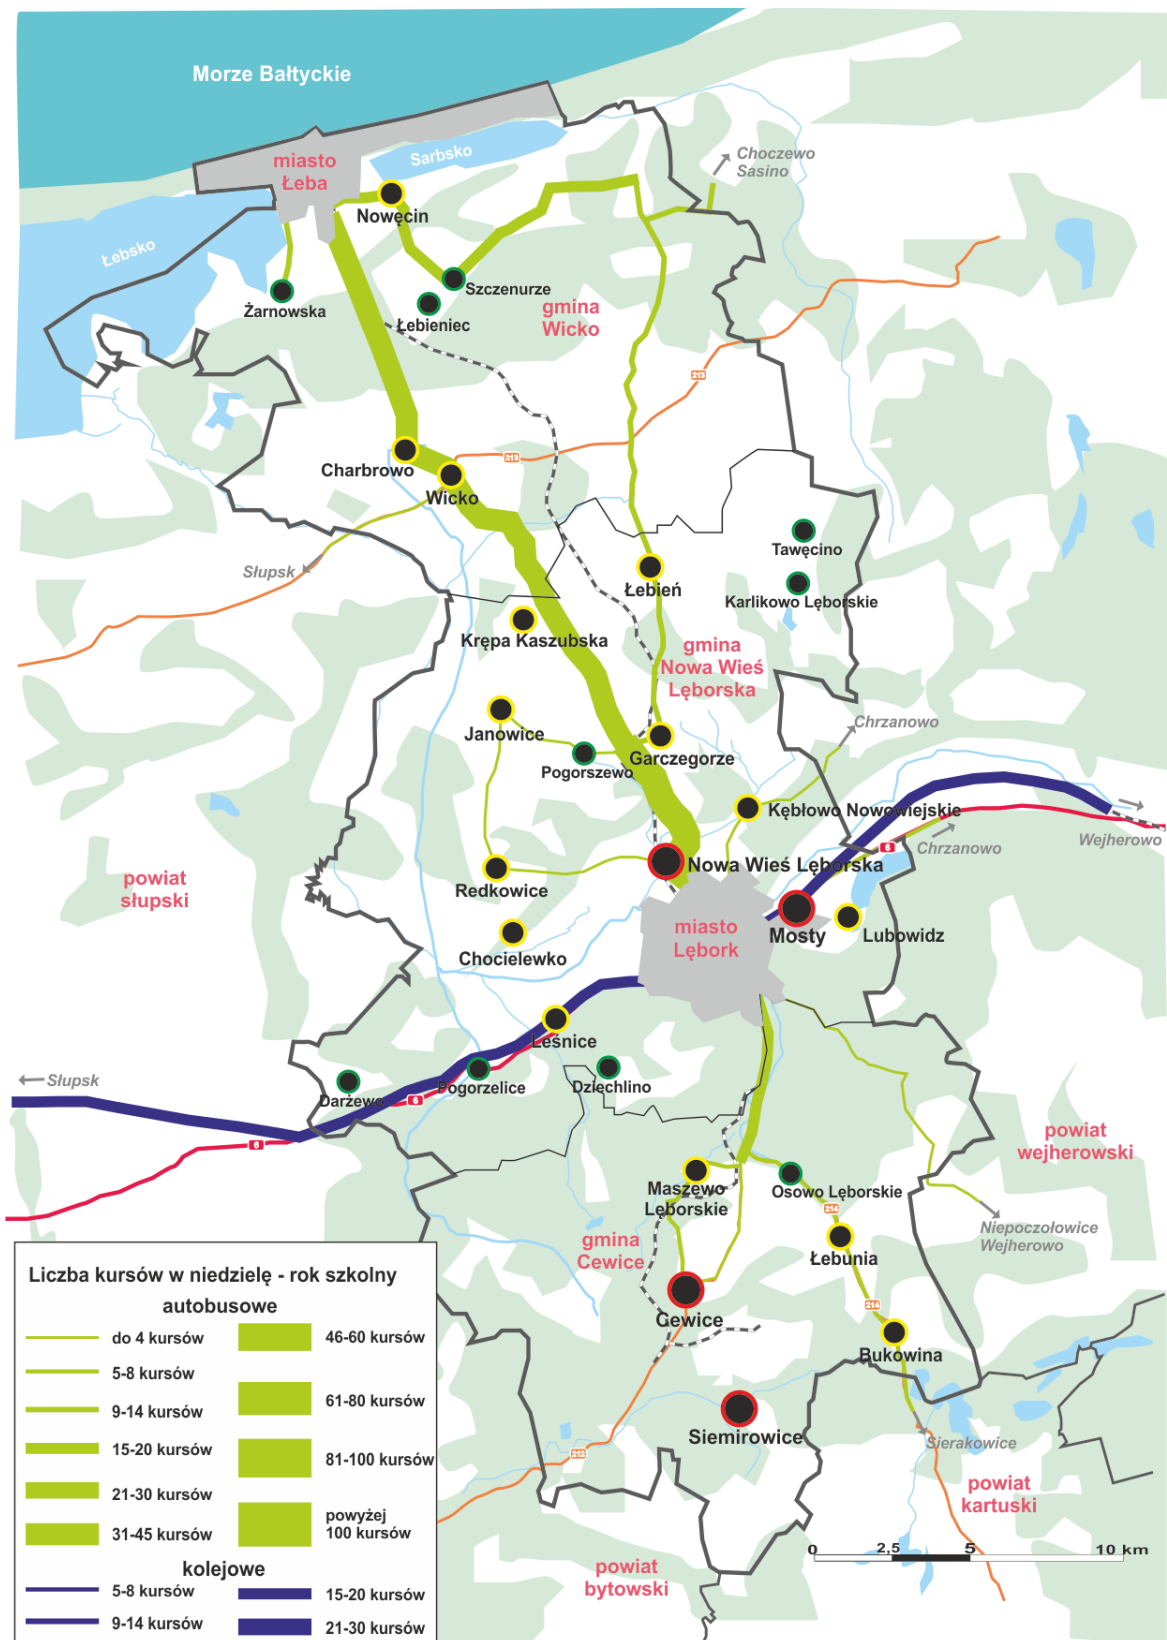 Morze Bałtyckie
miasto
Łeba
Sarbsko
Choczewo
Sasino
Nowęcin
Łebsko
Szczenurze
Żarnowska
Łebieniec
gmina
Wicko
213
Charbrowo
213
Wicko
Słupsk
Tawęcino
Łebień
Karlikowo Lęborskie
Krępa Kaszubska
gmina
Nowa Wieś
Lęborska
Janowice
Chrzanowo
Pogorszewo
Garczegorze
Kębłowo Nowowiejskie
Wejherowo
6
Chrzanowo
Nowa Wieś Lęborska
powiat
słupski
Redkowice
miasto
Lębork
Mosty
Lubowidz
Chocielewko
Leśnice
Słupsk
Darżewo
Pogorzelice
Dziechlino
6
6
powiat
wejherowski
Maszewo
Lęborskie
Osowo Lęborskie
214
Niepoczołowice
Wejherowo
gmina
Cewice
Łebunia
214
Cewice
Bukowina
Siemirowice
Sierakowice
212
powiat
kartuski
0 2,5 5 10 km
powiat
bytowski
Liczba kursów w niedzielę - rok szkolny
autobusowe
do 4 kursów
5-8 kursów
9-14 kursów
15-20 kursów
21-30 kursów
31-45 kursów
46-60 kursów
61-80 kursów
81-100 kursów
powyżej
100 kursów
kolejowe
5-8 kursów
9-14 kursów
15-20 kursów
21-30 kursów